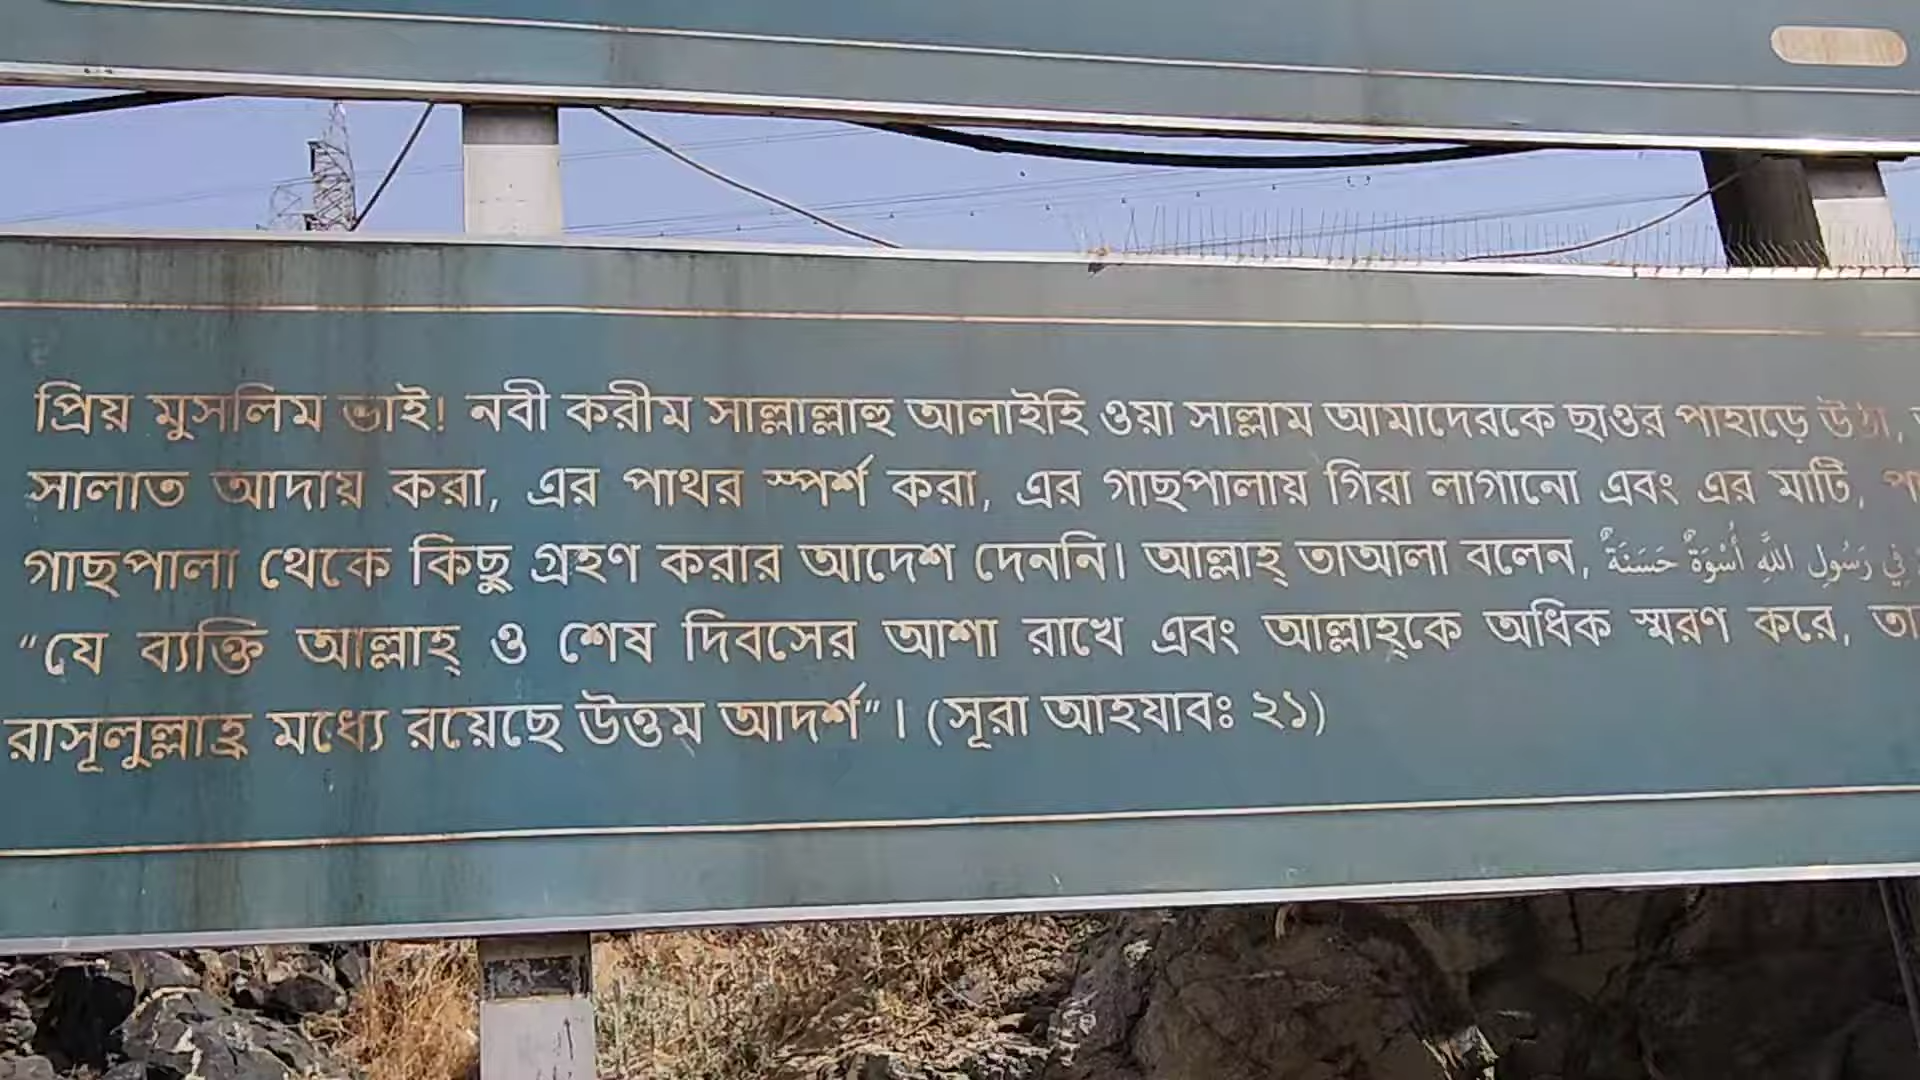 প্রিয় মুসলিম ভাই! নবী করীম সাল্লাল্লাহু আলাইহি ওয়া সাল্লাম আমাদেরকে ছাওর পাহাড়ে উঠা,
সালাত আদায় করা, এর পাথর স্পর্শ করা, এর গাছপালায় গিরা লাগানো এবং এর মাটি,
গাছপালা থেকে কিছু গ্রহণ করার আদেশ দেননি। আল্লাহ্ তাআলা বলেন, فِي رَسُولِ اللَّهِ أُسْوَةٌ حَسَنَةٌ
“যে ব্যক্তি আল্লাহ্ ও শেষ দিবসের আশা রাখে এবং আল্লাহ্‌কে অধিক স্মরণ করে,
রাসূলুল্লাহ্র মধ্যে রয়েছে উত্তম আদর্শ”। (সূরা আহযাবঃ ২১)